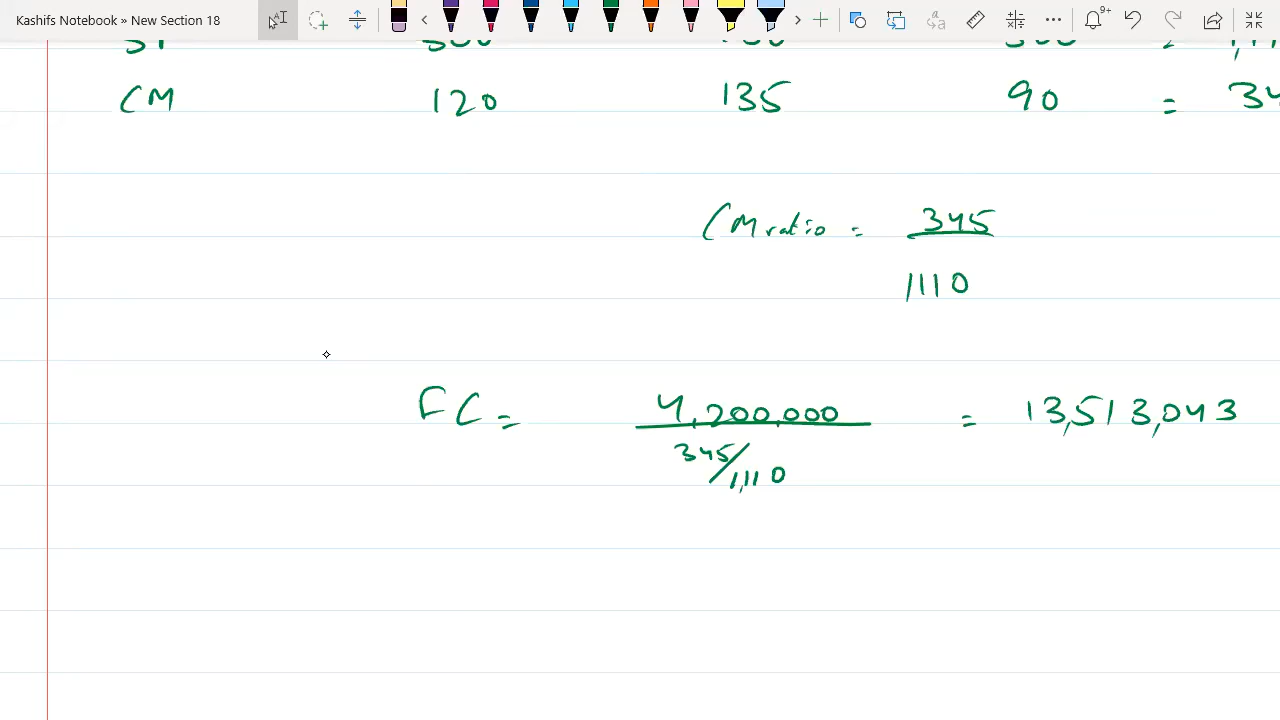 Kashifs Notebook » New Section 18
9+
CM 120 135 90 = 34
CM ratio = 345
1110
FC = 4,200,000 = 13,513,043
345/1,110